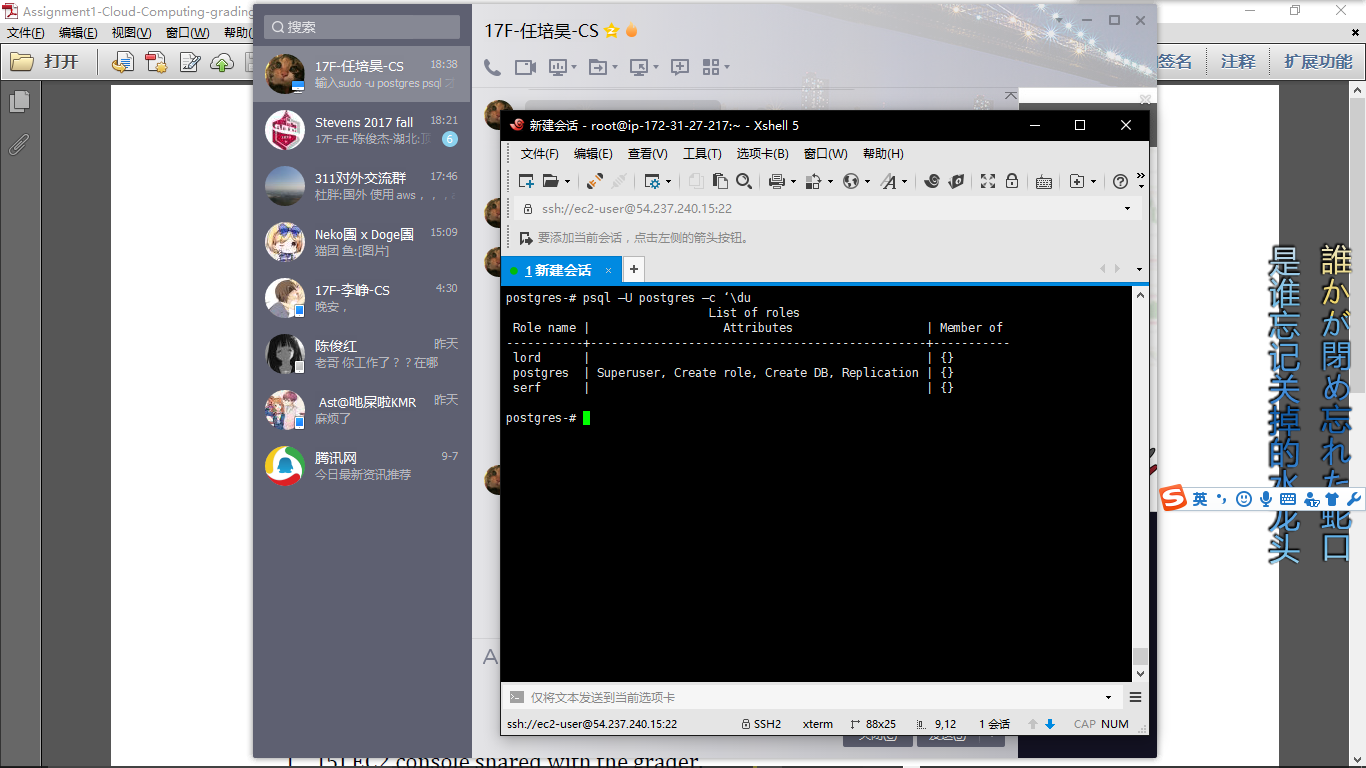 Assignment1-Cloud-Computing-grading
文件(F) 编辑(E) 视图(V) 窗口(W) 帮助(
打开
签名 注释 扩展功能
搜索
17F-任培昊-CS 18:38
输入sudo -u postgres psql
Stevens 2017 fall 18:21
17F-EE-陈俊杰-湖北:顶 6
311对外交流群 17:46
杜胖:国外 使用 aws，，，
Neko團 x Doge團 15:09
猫团 鱼:[图片]
17F-李峥-CS 4:30
晚安，
陈俊红 昨天
老哥 你工作了？？在哪
Ast@吔屎啦KMR 昨天
麻烦了
腾讯网 9-7
今日最新资讯推荐
17F-任培昊-CS
新建会话 - root@ip-172-31-27-217:~ - Xshell 5
文件(F) 编辑(E) 查看(V) 工具(T) 选项卡(B) 窗口(W) 帮助(H)
ssh://ec2-user@54.237.240.15:22
要添加当前会话，点击左侧的箭头按钮。
1 新建会话 × +
postgres-# psql –U postgres –c ‘\du
List of roles
Role name | Attributes | Member of
-----------+------------------------------------------------+-----------
lord | | {}
postgres | Superuser, Create role, Create DB, Replication | {}
serf | | {}
postgres-#
仅将文本发送到当前选项卡
ssh://ec2-user@54.237.240.15:22 SSH2 xterm 88x25 9,12 1 会话 CAP NUM
A
关闭(C) 发送(S)
[5] EC2 console shared with the grader.
誰かが閉め忘れた蛇口
是谁忘记关掉的水龙头
英